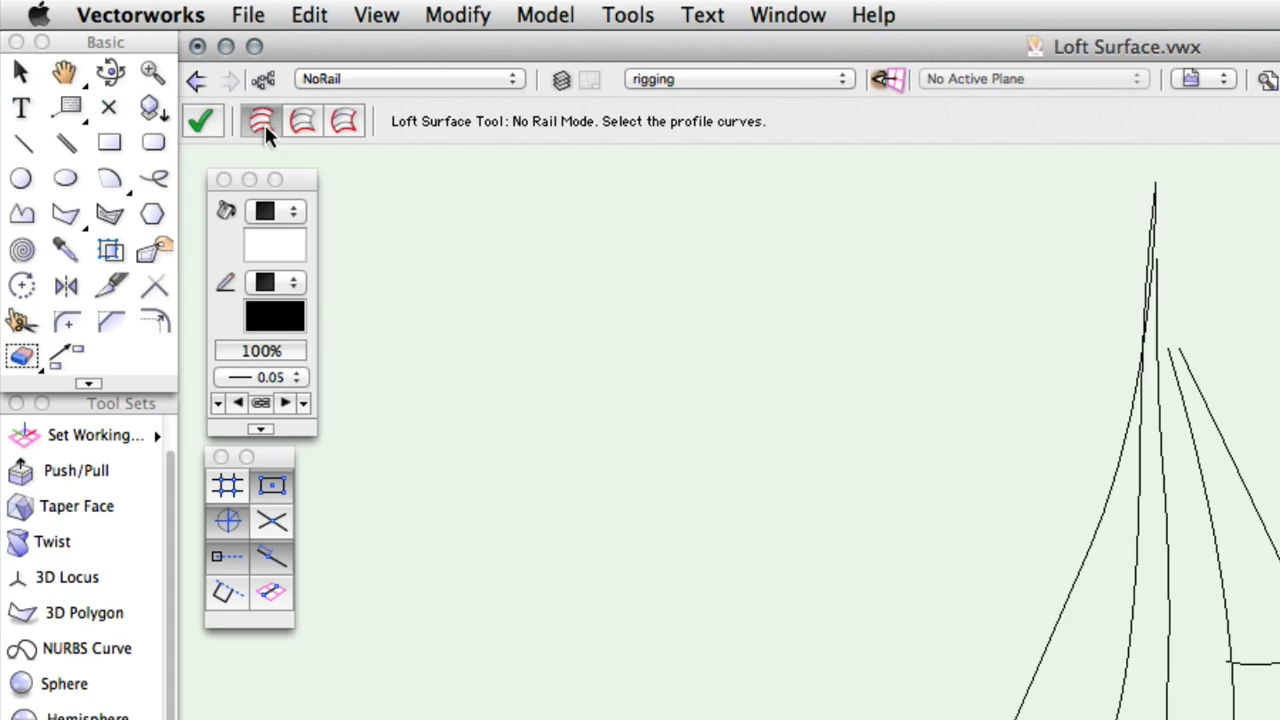 Vectorworks File Edit View Modify Model Tools Text Window Help
Basic
Loft Surface.vwx
NoRail
rigging
No Active Plane
Loft Surface Tool: No Rail Mode. Select the profile curves.
100%
0.05
Tool Sets
Set Working...
Push/Pull
Taper Face
Twist
3D Locus
3D Polygon
NURBS Curve
Sphere
Hemisphere